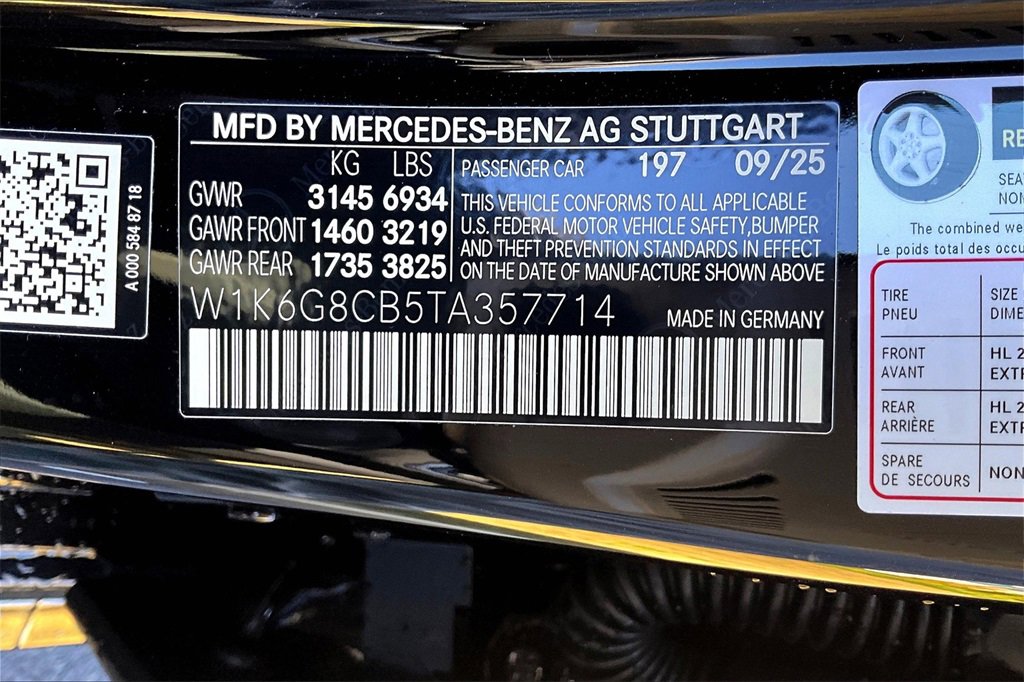 A 000 584 87 18
MFD BY MERCEDES-BENZ AG STUTTGART
KG LBS
GVWR 3145 6934
GAWR FRONT 1460 3219
GAWR REAR 1735 3825
PASSENGER CAR 197 09/25
THIS VEHICLE CONFORMS TO ALL APPLICABLE
U.S. FEDERAL MOTOR VEHICLE SAFETY,BUMPER
AND THEFT PREVENTION STANDARDS IN EFFECT
ON THE DATE OF MANUFACTURE SHOWN ABOVE
W1K6G8CB5TA357714
MADE IN GERMANY
The combined
Le poids total des
TIRE SIZE
PNEU
FRONT HL
AVANT
REAR HL
ARRIÈRE
SPARE
DE SECOURS